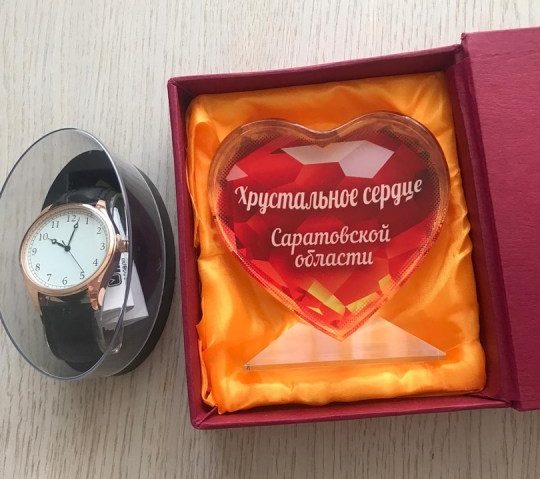 Хрустальное сердце
Саратовской
области